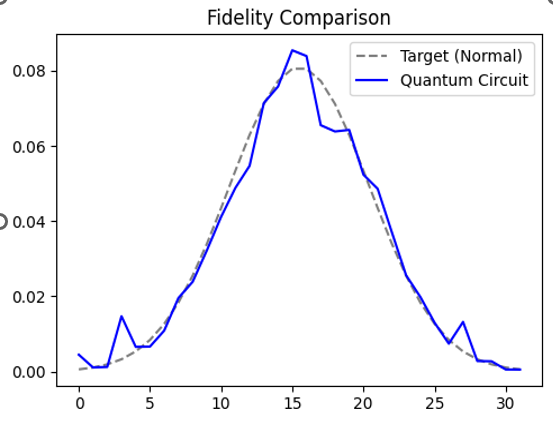 Fidelity Comparison
Target (Normal)
Quantum Circuit
0.08
0.06
0.04
0.02
0.00
0 5 10 15 20 25 30